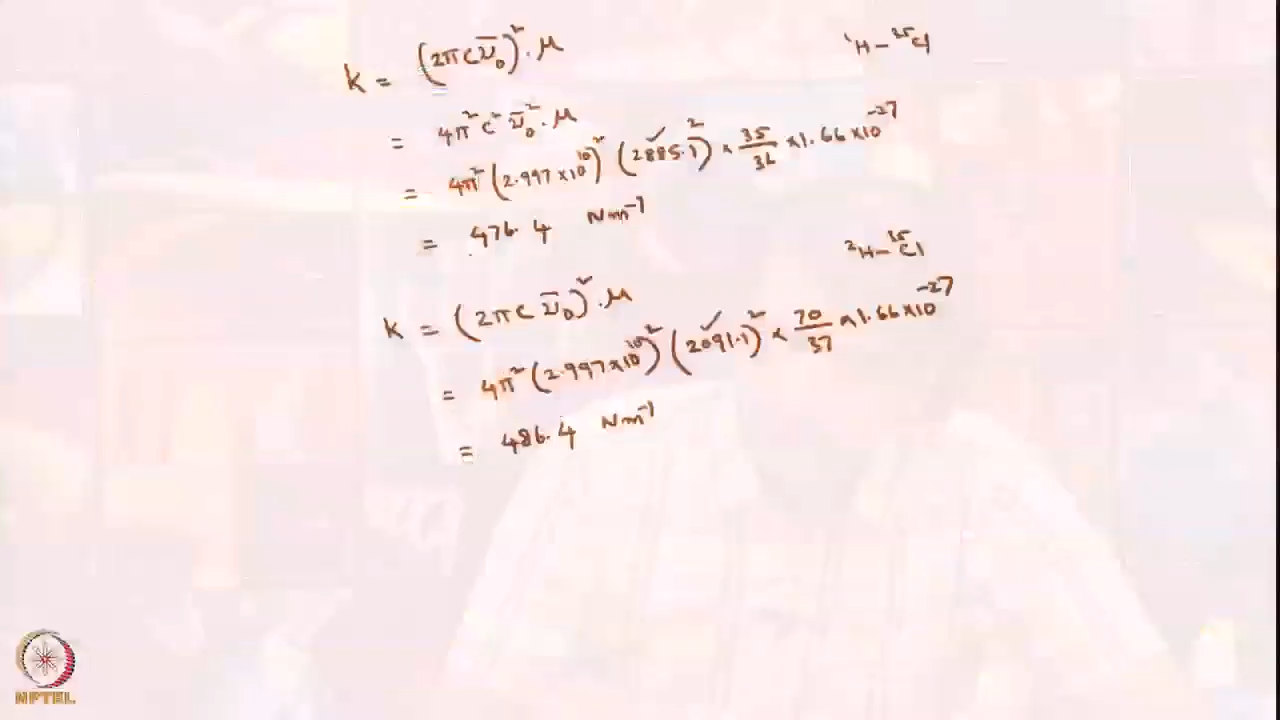 ¹H-³⁵Cl
k = (2πcν̄₀)².μ
= 4π²c²ν̄₀².μ
= 4π²(2.997×10¹⁰)²(2885.1)² × 35/36 × 1.66×10⁻²⁷
= 476.4 Nm⁻¹
²H-³⁵Cl
k = (2πcν̄₀)².μ
= 4π²(2.997×10¹⁰)²(2091.1)² × 70/37 × 1.66×10⁻²⁷
= 486.4 Nm⁻¹
NPTEL